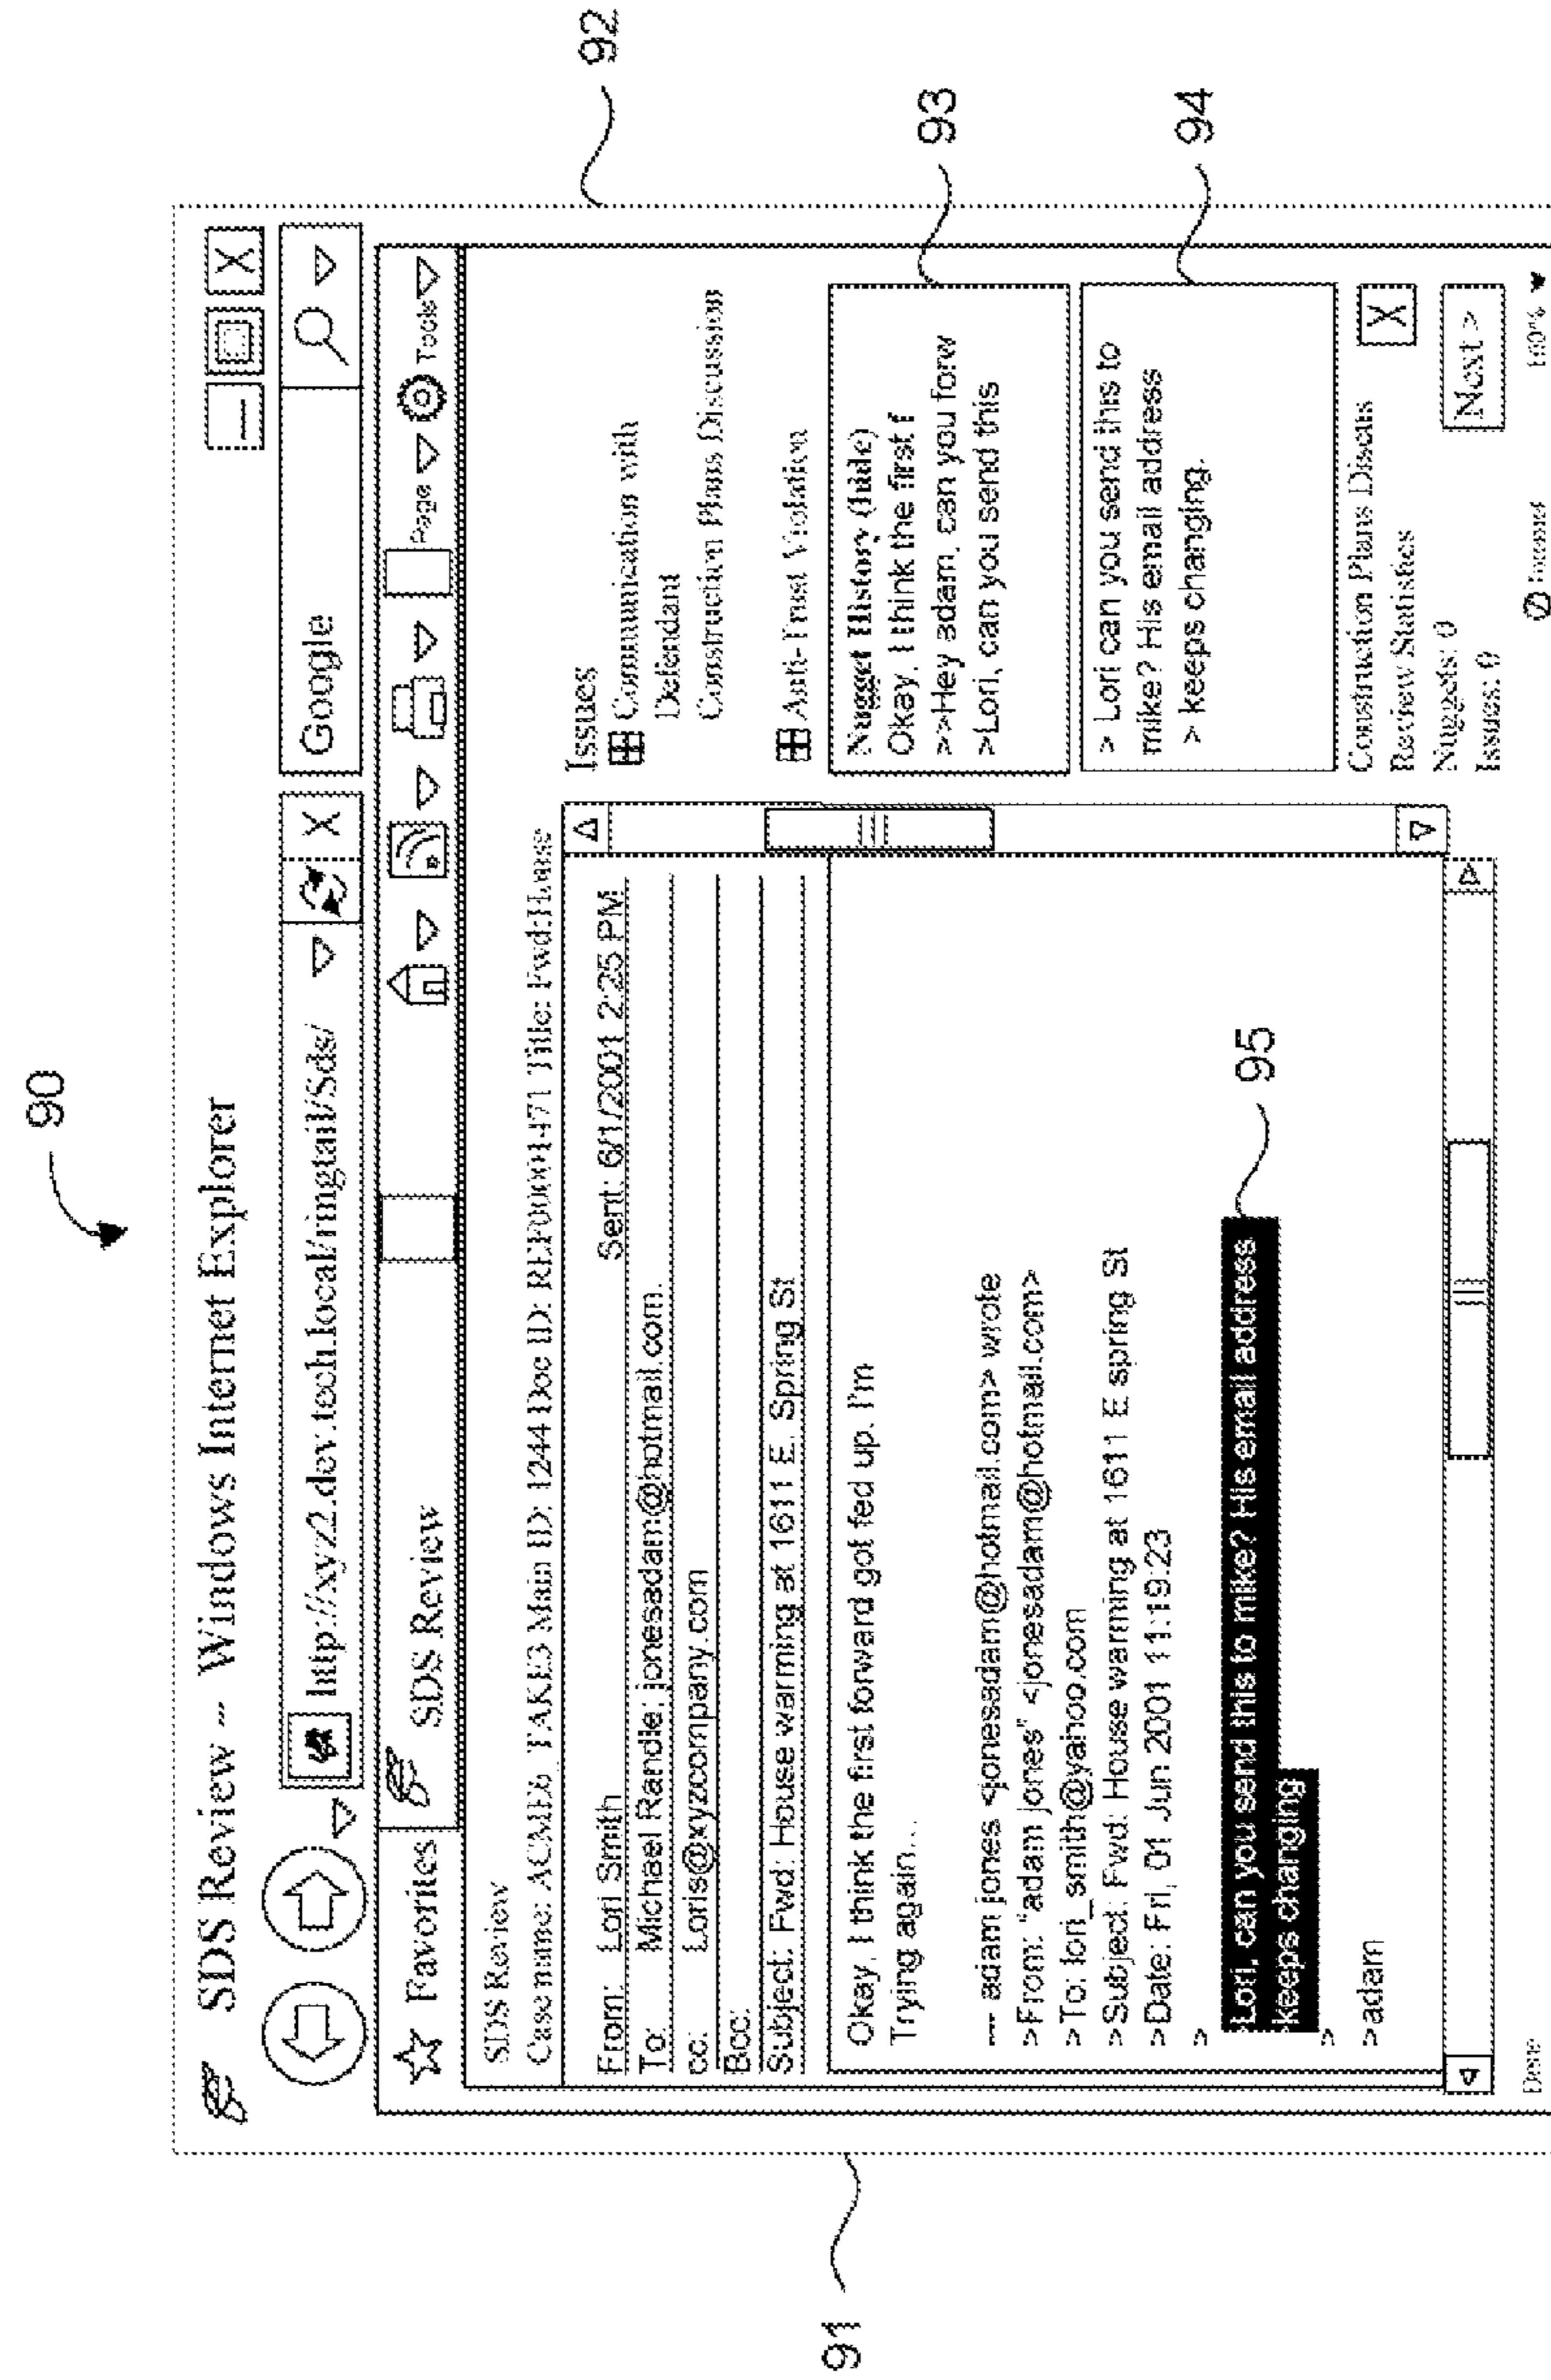 90
SDS Review -- Windows Internet Explorer
http://xyz2.dev.tech.local/ringtail/Sds/
X
Google
Favorites
SDS Review
Page
Tools
SDS Review
Case name: ACME6_TAKE3 Main ID: 1244 Doc ID: REF00001471 Title: Fwd:House
From: Lori Smith Sent: 6/1/2001 2:25 PM
To: Michael Randle: jonesadam@hotmail.com.
cc: Loris@xyzcompany.com
Bcc:
Subject: Fwd.: House warming at 1611 E. Spring St
Okay, I think the first forward got fed up. I'm
Trying again...
--- adam jones <jonesadam@hotmail.com> wrote
>From: "adam jones" <jonesadam@hotmail.com>
>To: lori_smith@yahoo.com
>Subject: Fwd.: House warming at 1611 E spring St
>Date: Fri, 01 Jun 2001 11:19:23
>
>Lori, can you send this to mike? His email address
>keeps changing
>
>adam
Issues
Communication with
Defendant
Construction Plans Discussion
Anti-Trust Violation
Nugget History (hide)
Okay, I think the first f
>>Hey adam, can you forw
>Lori, can you send this
> Lori can you send this to
mike? His email address
> keeps changing.
Construction Plans Discuss
X
Review Statistics
Nuggets: 0
Issues: 0
Next >
Done
Internet
100%
91
92
93
94
95